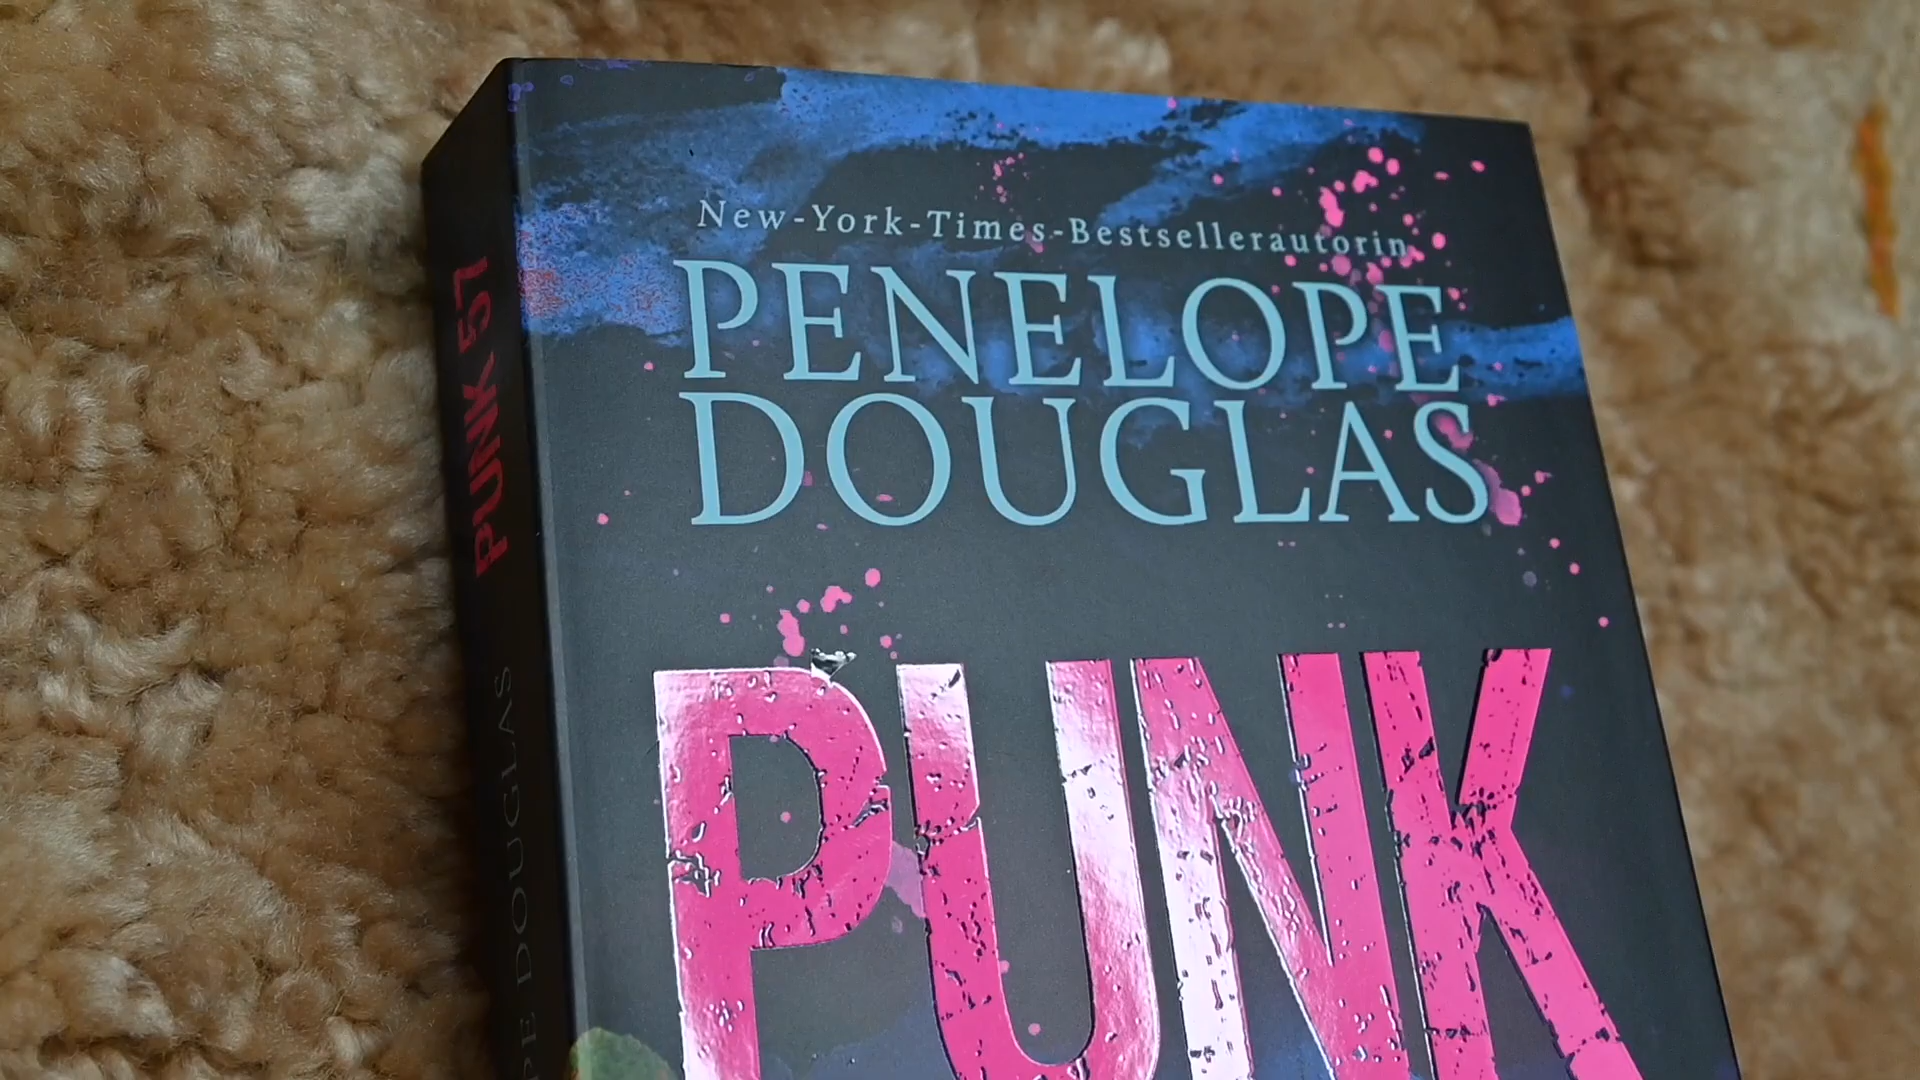 New-York-Times-Bestsellerautorin
PENELOPE
DOUGLAS
PUNK
PUNK 57
PE DOUGLAS